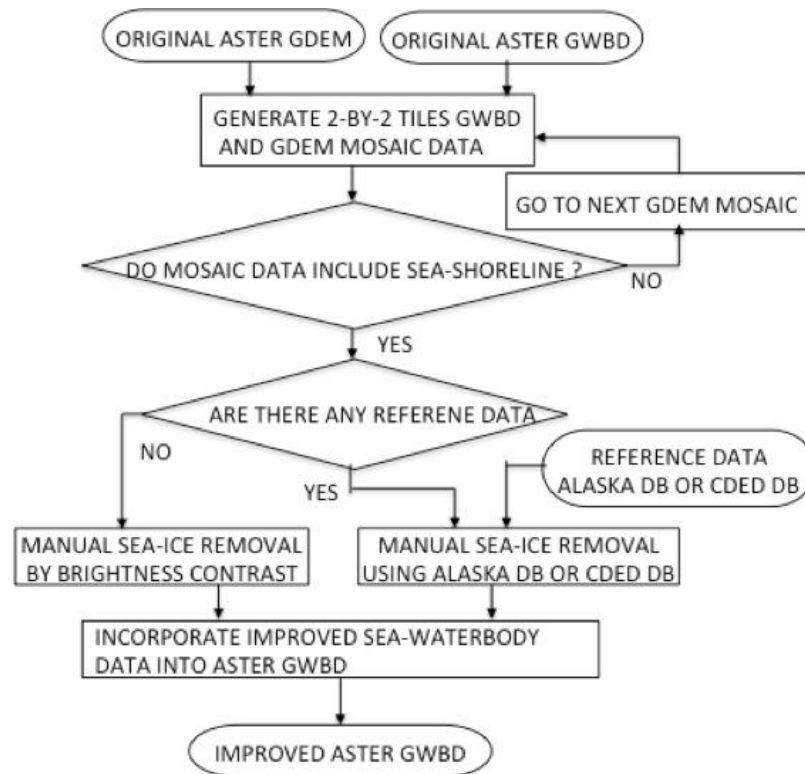 ORIGINAL ASTER GDEM
ORIGINAL ASTER GWBD
GENERATE 2-BY-2 TILES GWBD
AND GDEM MOSAIC DATA
GO TO NEXT GDEM MOSAIC
DO MOSAIC DATA INCLUDE SEA-SHORELINE ?
NO
YES
ARE THERE ANY REFERENE DATA
NO
YES
REFERENCE DATA
ALASKA DB OR CDED DB
MANUAL SEA-ICE REMOVAL
BY BRIGHTNESS CONTRAST
MANUAL SEA-ICE REMOVAL
USING ALASKA DB OR CDED DB
INCORPORATE IMPROVED SEA-WATERBODY
DATA INTO ASTER GWBD
IMPROVED ASTER GWBD